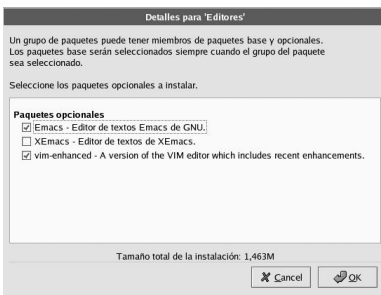 Detalles para 'Editores'
Un grupo de paquetes puede tener miembros de paquetes base y opcionales.
Los paquetes base serán seleccionados siempre cuando el grupo del paquete
sea seleccionado.
Seleccione los paquetes opcionales a instalar.
Paquetes opcionales
Emacs - Editor de textos Emacs de GNU.
XEmacs - Editor de textos de XEmacs.
vim-enhanced - A version of the VIM editor which includes recent enhancements.
Tamaño total de la instalación: 1,463M
Cancel
OK